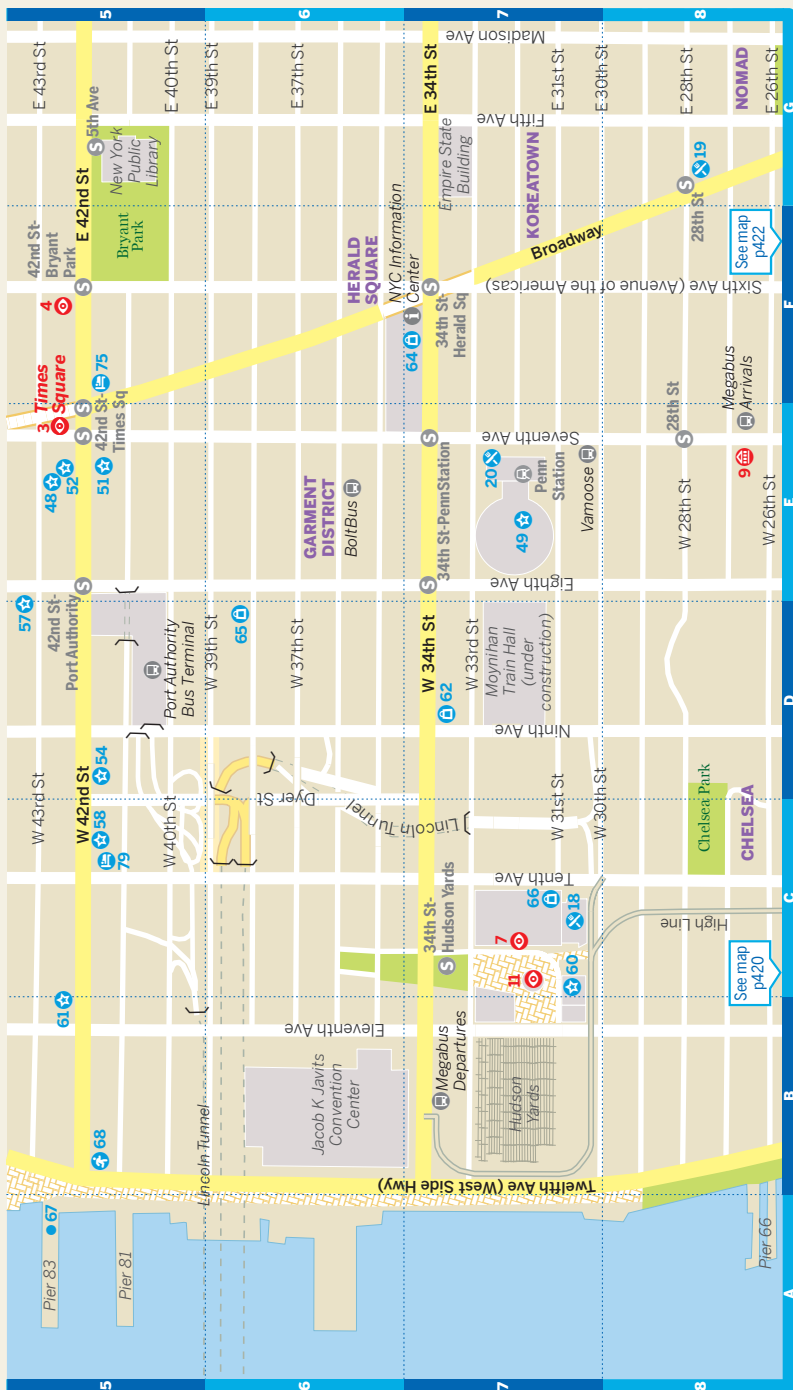 5
6
7
8
Madison Ave
E 43rd St
E 42nd St
E 40th St
E 39th St
E 37th St
E 34th St
E 31st St
E 30th St
E 28th St
NOMAD
E 26th St
G
Fifth Ave
5th Ave
New York
Public
Library
Empire State
Building
KOREATOWN
19
28th St
42nd St-
Bryant
Park
Bryant
Park
HERALD
SQUARE
NYC Information
Center
Broadway
See map
p422
F
4
Sixth Ave (Avenue of the Americas)
64
34th St-
Herald Sq
3
Times
Square
75
42nd St-
Times Sq
28th St
Megabus
Arrivals
Seventh Ave
48
52
51
GARMENT
DISTRICT
BoltBus
34th St-Penn Station
20
Penn
Station
49
Vamoose
9
W 28th St
W 26th St
E
Eighth Ave
57
42nd St-
Port Authority
Port Authority
Bus Terminal
W 39th St
65
W 37th St
W 34th St
62
W 33rd St
Moynihan
Train Hall
(under
construction)
D
Ninth Ave
W 43rd St
W 42nd St
54
58
79
W 40th St
Dyer St
Lincoln Tunnel
W 31st St
W 30th St
Chelsea Park
CHELSEA
Tenth Ave
C
34th St-
Hudson Yards
66
18
7
11
60
High Line
See map
p420
61
Eleventh Ave
Megabus
Departures
Jacob K Javits
Convention
Center
Hudson
Yards
B
68
Lincoln Tunnel
Twelfth Ave (West Side Hwy)
67
Pier 83
Pier 81
Pier 66
A
5
6
7
8